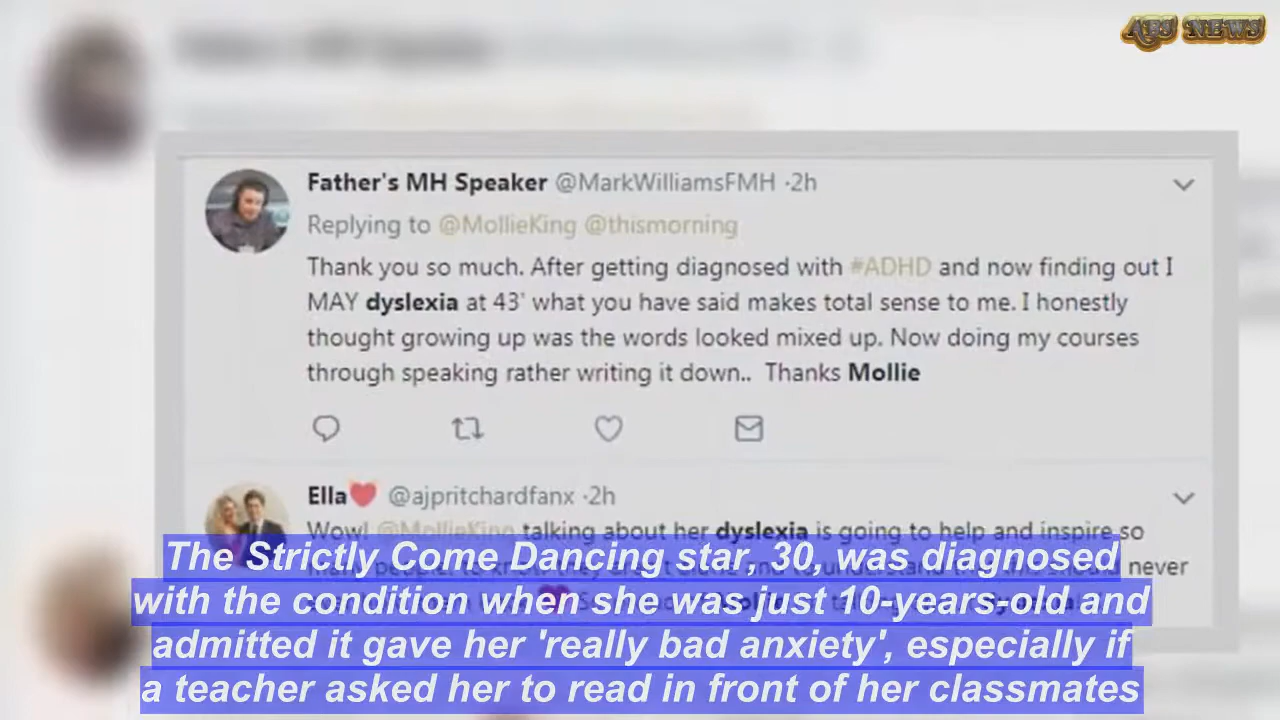 ABS NEWS
Father's MH Speaker @MarkWilliamsFMH ·2h
Replying to @MollieKing @thismorning
Thank you so much. After getting diagnosed with #ADHD and now finding out I
MAY dyslexia at 43' what you have said makes total sense to me. I honestly
thought growing up was the words looked mixed up. Now doing my courses
through speaking rather writing it down.. Thanks Mollie
Ella❤️ @ajpritchardfanx ·2h
Wow! @MollieKing talking about her dyslexia is going to help and inspire so
never
The Strictly Come Dancing star, 30, was diagnosed
with the condition when she was just 10-years-old and
admitted it gave her 'really bad anxiety', especially if
a teacher asked her to read in front of her classmates